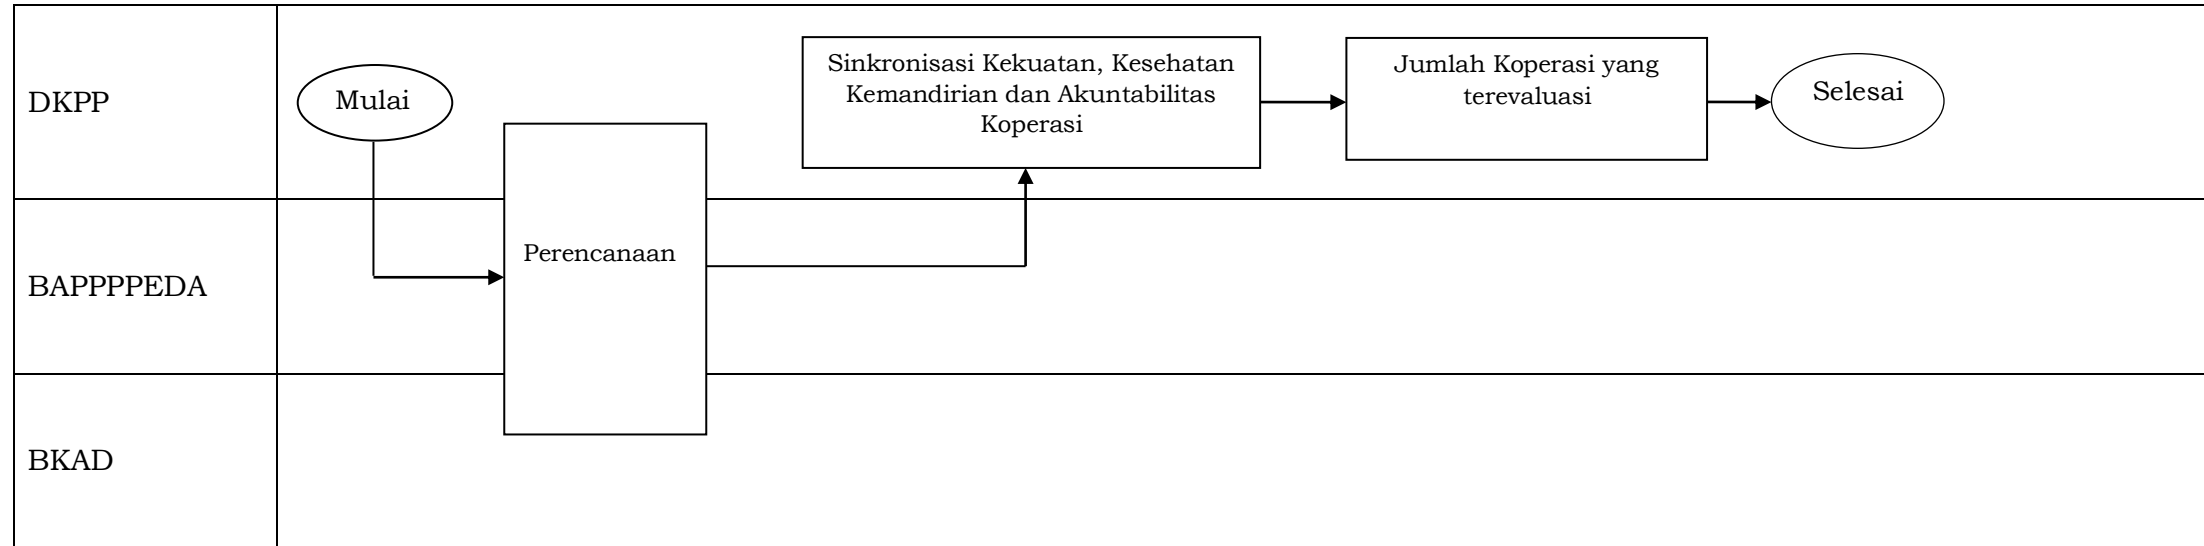 DKPP
Mulai
Sinkronisasi Kekuatan, Kesehatan
Kemandirian dan Akuntabilitas
Koperasi
Jumlah Koperasi yang
terevaluasi
Selesai
Perencanaan
BAPPPPEDA
BKAD